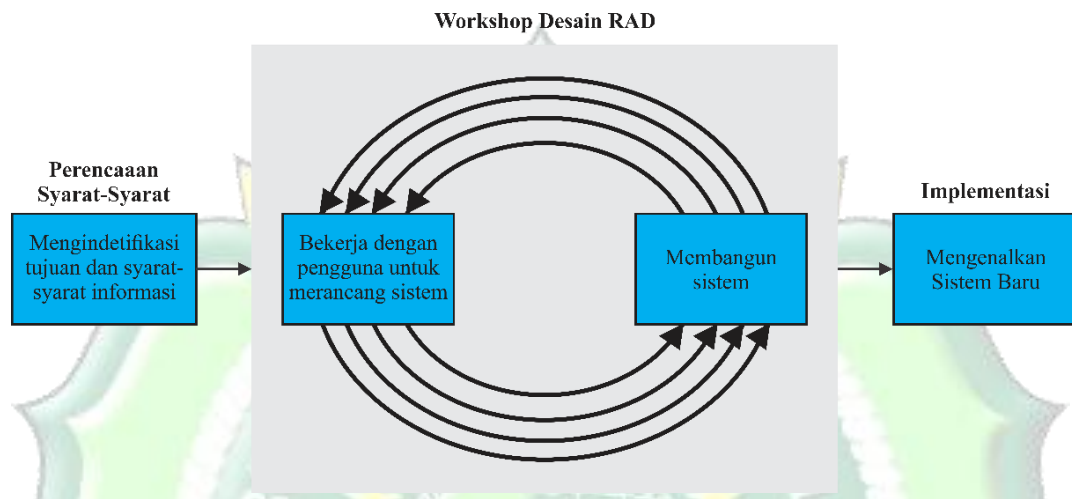 Workshop Desain RAD
Perencaaan
Syarat-Syarat
Mengindetifikasi
tujuan dan syarat-
syarat informasi
Bekerja dengan
pengguna untuk
merancang sistem
Membangun
sistem
Implementasi
Mengenalkan
Sistem Baru